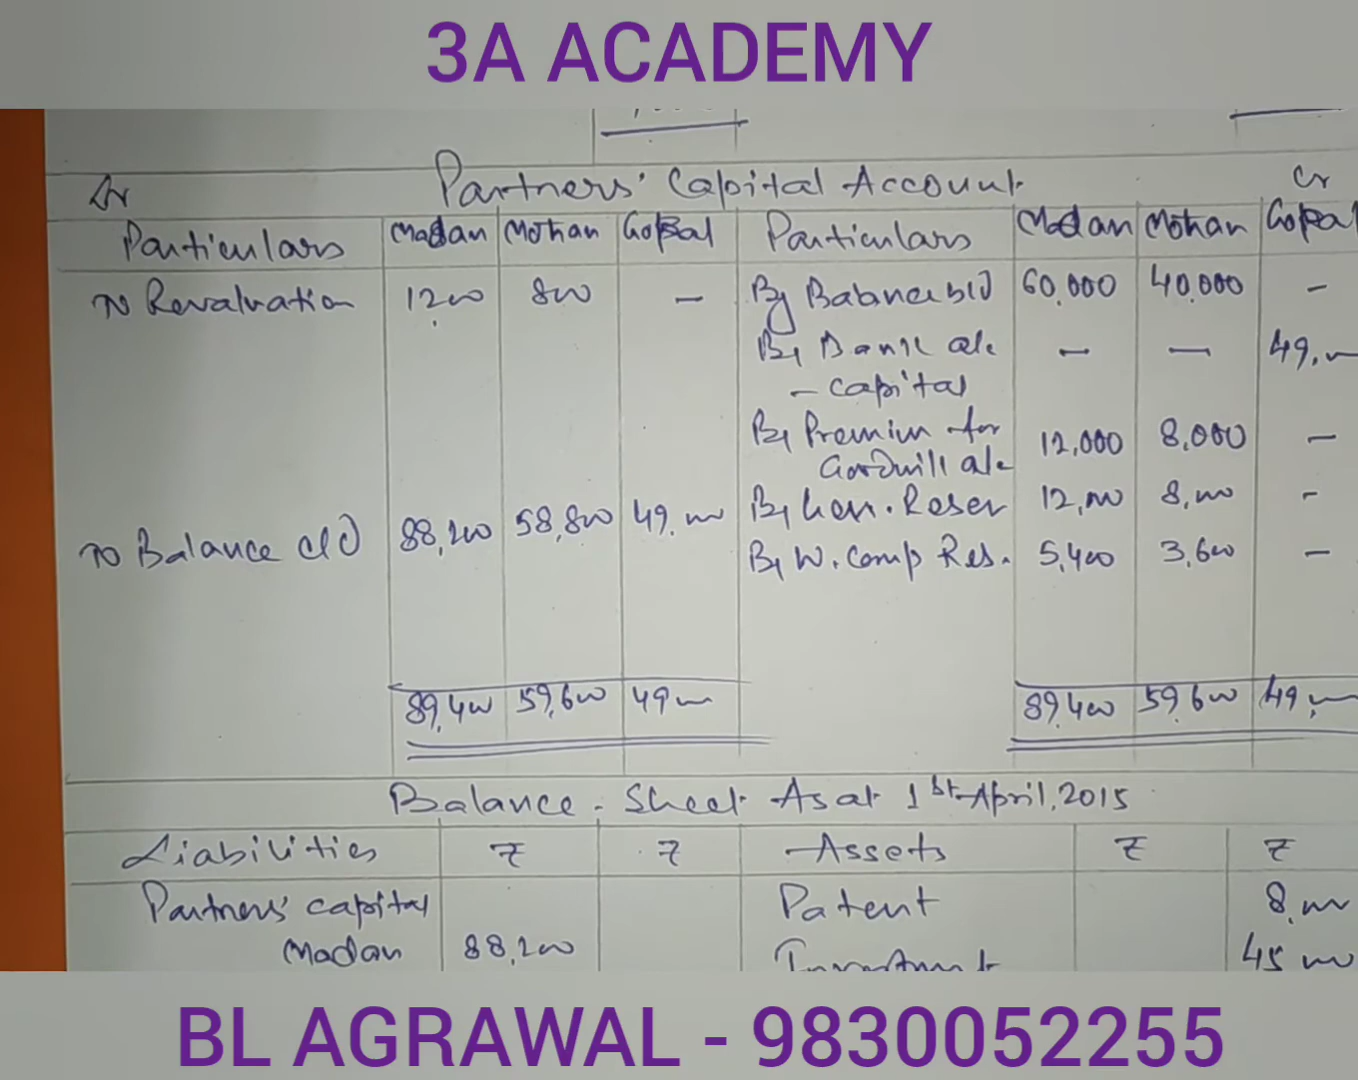 3A ACADEMY
Dr Partners' Capital Account Cr
Particulars Madan Mohan Gopal Particulars Madan Mohan Gopal
To Revaluation 1200 800 — By Balance b/d 60,000 40,000 —
By Bank a/c — — 49,000
- capital
By Premium for
Goodwill a/c 12,000 8,000 —
By Gen. Reser 12,000 8,000 -
To Balance c/d 88,200 58,800 49,000 By W. Comp Res. 5,400 3,600 —
89,400 59,600 49000 89,400 59,600 49,000
Balance - Sheet As at 1st April, 2015
Liabilities ₹ ₹ Assets ₹ ₹
Partners' capital Patent 8,000
Madan 88,200 45000
BL AGRAWAL - 9830052255